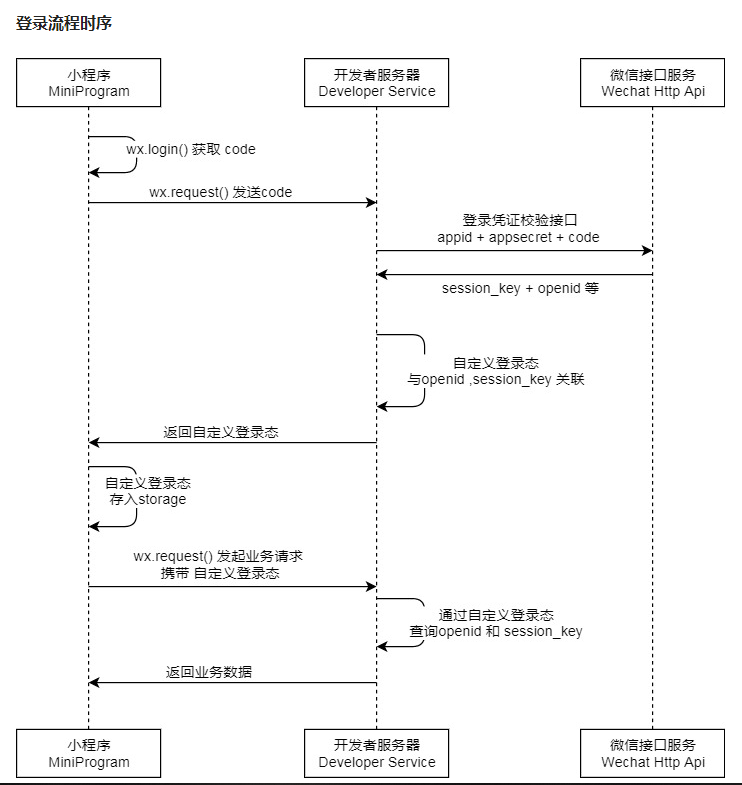 登录流程时序
小程序
MiniProgram
开发者服务器
Developer Service
微信接口服务
Wechat Http Api
wx.login() 获取 code
wx.request() 发送code
登录凭证校验接口
appid + appsecret + code
session_key + openid 等
自定义登录态
与openid ,session_key 关联
返回自定义登录态
自定义登录态
存入storage
wx.request() 发起业务请求
携带 自定义登录态
通过自定义登录态
查询openid 和 session_key
返回业务数据
小程序
MiniProgram
开发者服务器
Developer Service
微信接口服务
Wechat Http Api